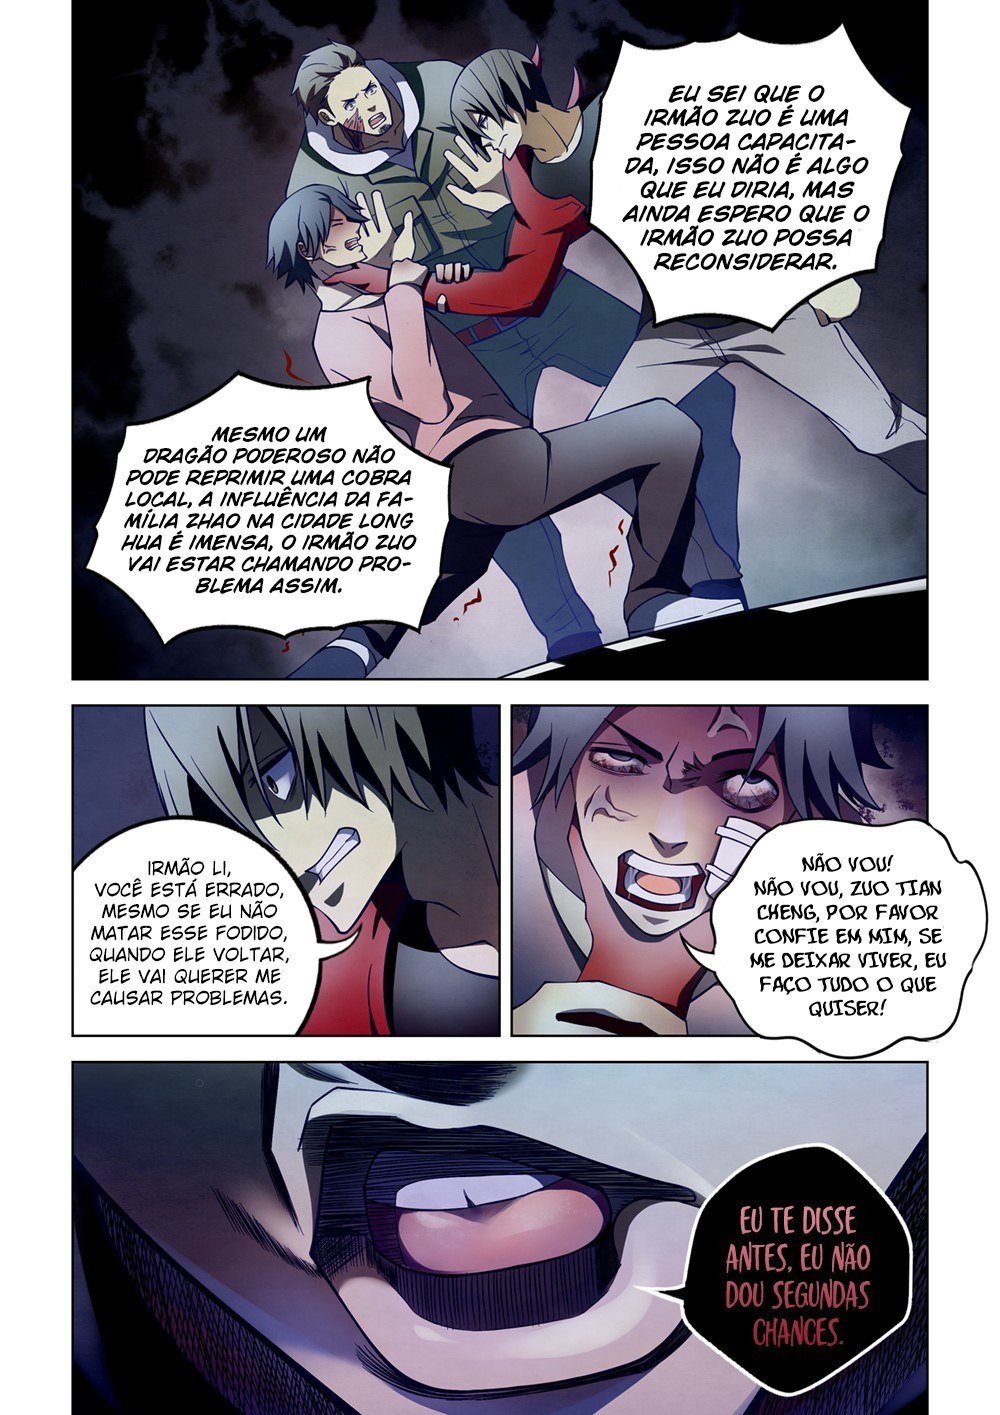 EU SEI QUE O
IRMÃO ZUO É UMA
PESSOA CAPACITA-
DA, ISSO NÃO É ALGO
QUE EU DIRIA, MAS
AINDA ESPERO QUE O
IRMÃO ZUO POSSA
RECONSIDERAR.
MESMO UM
DRAGÃO PODEROSO NÃO
PODE REPRIMIR UMA COBRA
LOCAL, A INFLUÊNCIA DA FA-
MÍLIA ZHAO NA CIDADE LONG
HUA É IMENSA, O IRMÃO ZUO
VAI ESTAR CHAMANDO PRO-
BLEMA ASSIM.
IRMÃO LI,
VOCÊ ESTÁ ERRADO,
MESMO SE EU NÃO
MATAR ESSE FODIDO,
QUANDO ELE VOLTAR,
ELE VAI QUERER ME
CAUSAR PROBLEMAS.
NÃO VOU!
NÃO VOU, ZUO TIAN
CHENG, POR FAVOR
CONFIE EM MIM, SE
ME DEIXAR VIVER, EU
FAÇO TUDO O QUE
QUISER!
EU TE DISSE
ANTES, EU NÃO
DOU SEGUNDAS
CHANCES.